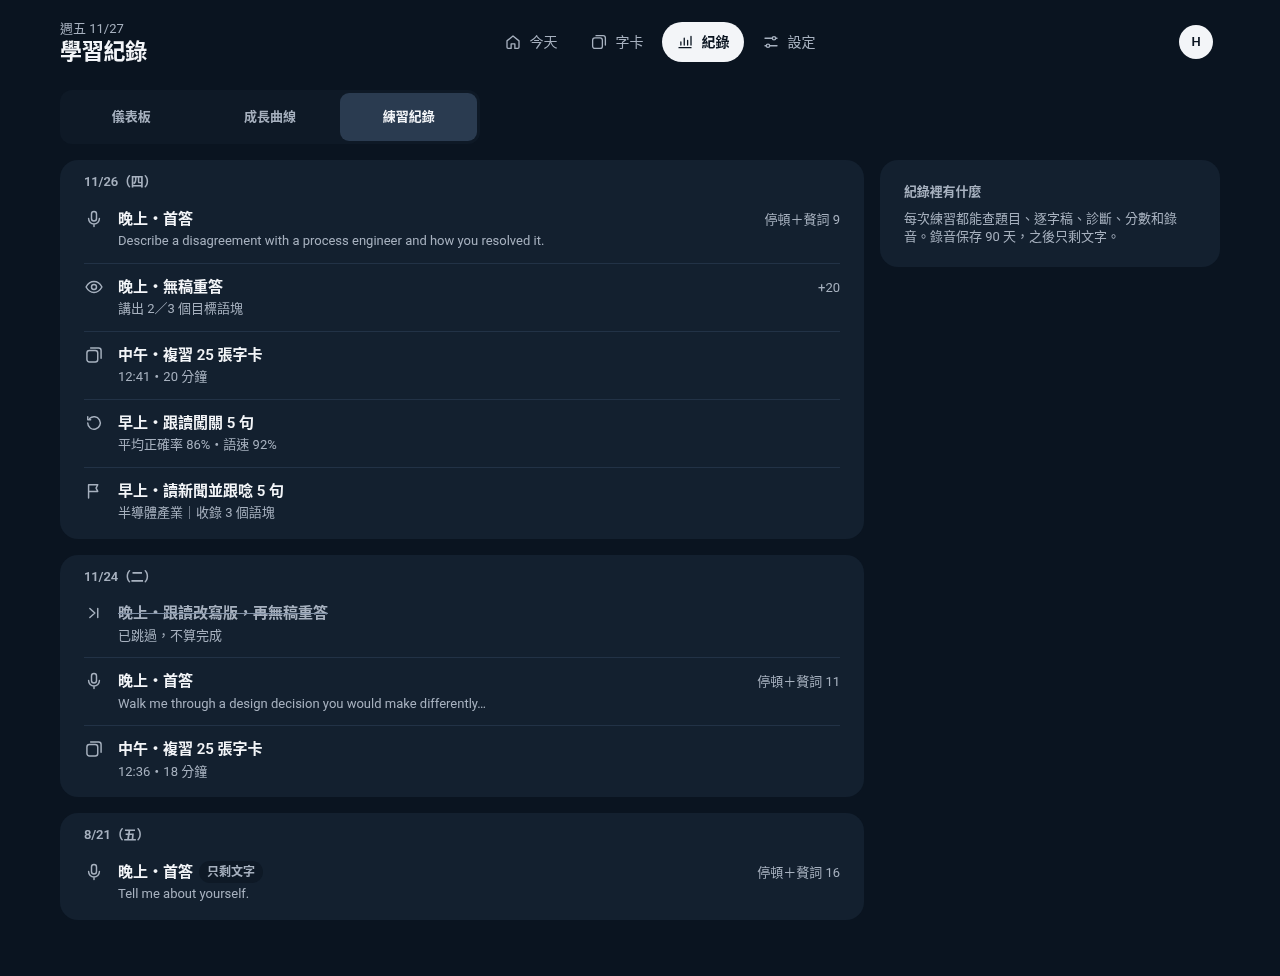 週五 11/27
學習紀錄
今天
字卡
紀錄
設定
H
儀表板
成長曲線
練習紀錄
11/26（四）
晚上・首答
停頓＋贅詞 9
Describe a disagreement with a process engineer and how you resolved it.
晚上・無稿重答
+20
講出 2／3 個目標語塊
中午・複習 25 張字卡
12:41・20 分鐘
早上・跟讀闖關 5 句
平均正確率 86%・語速 92%
早上・讀新聞並跟唸 5 句
半導體產業｜收錄 3 個語塊
11/24（二）
晚上・跟讀改寫版，再無稿重答
已跳過，不算完成
晚上・首答
停頓＋贅詞 11
Walk me through a design decision you would make differently…
中午・複習 25 張字卡
12:36・18 分鐘
8/21（五）
晚上・首答 只剩文字
停頓＋贅詞 16
Tell me about yourself.
紀錄裡有什麼
每次練習都能查題目、逐字稿、診斷、分數和錄
音。錄音保存 90 天，之後只剩文字。